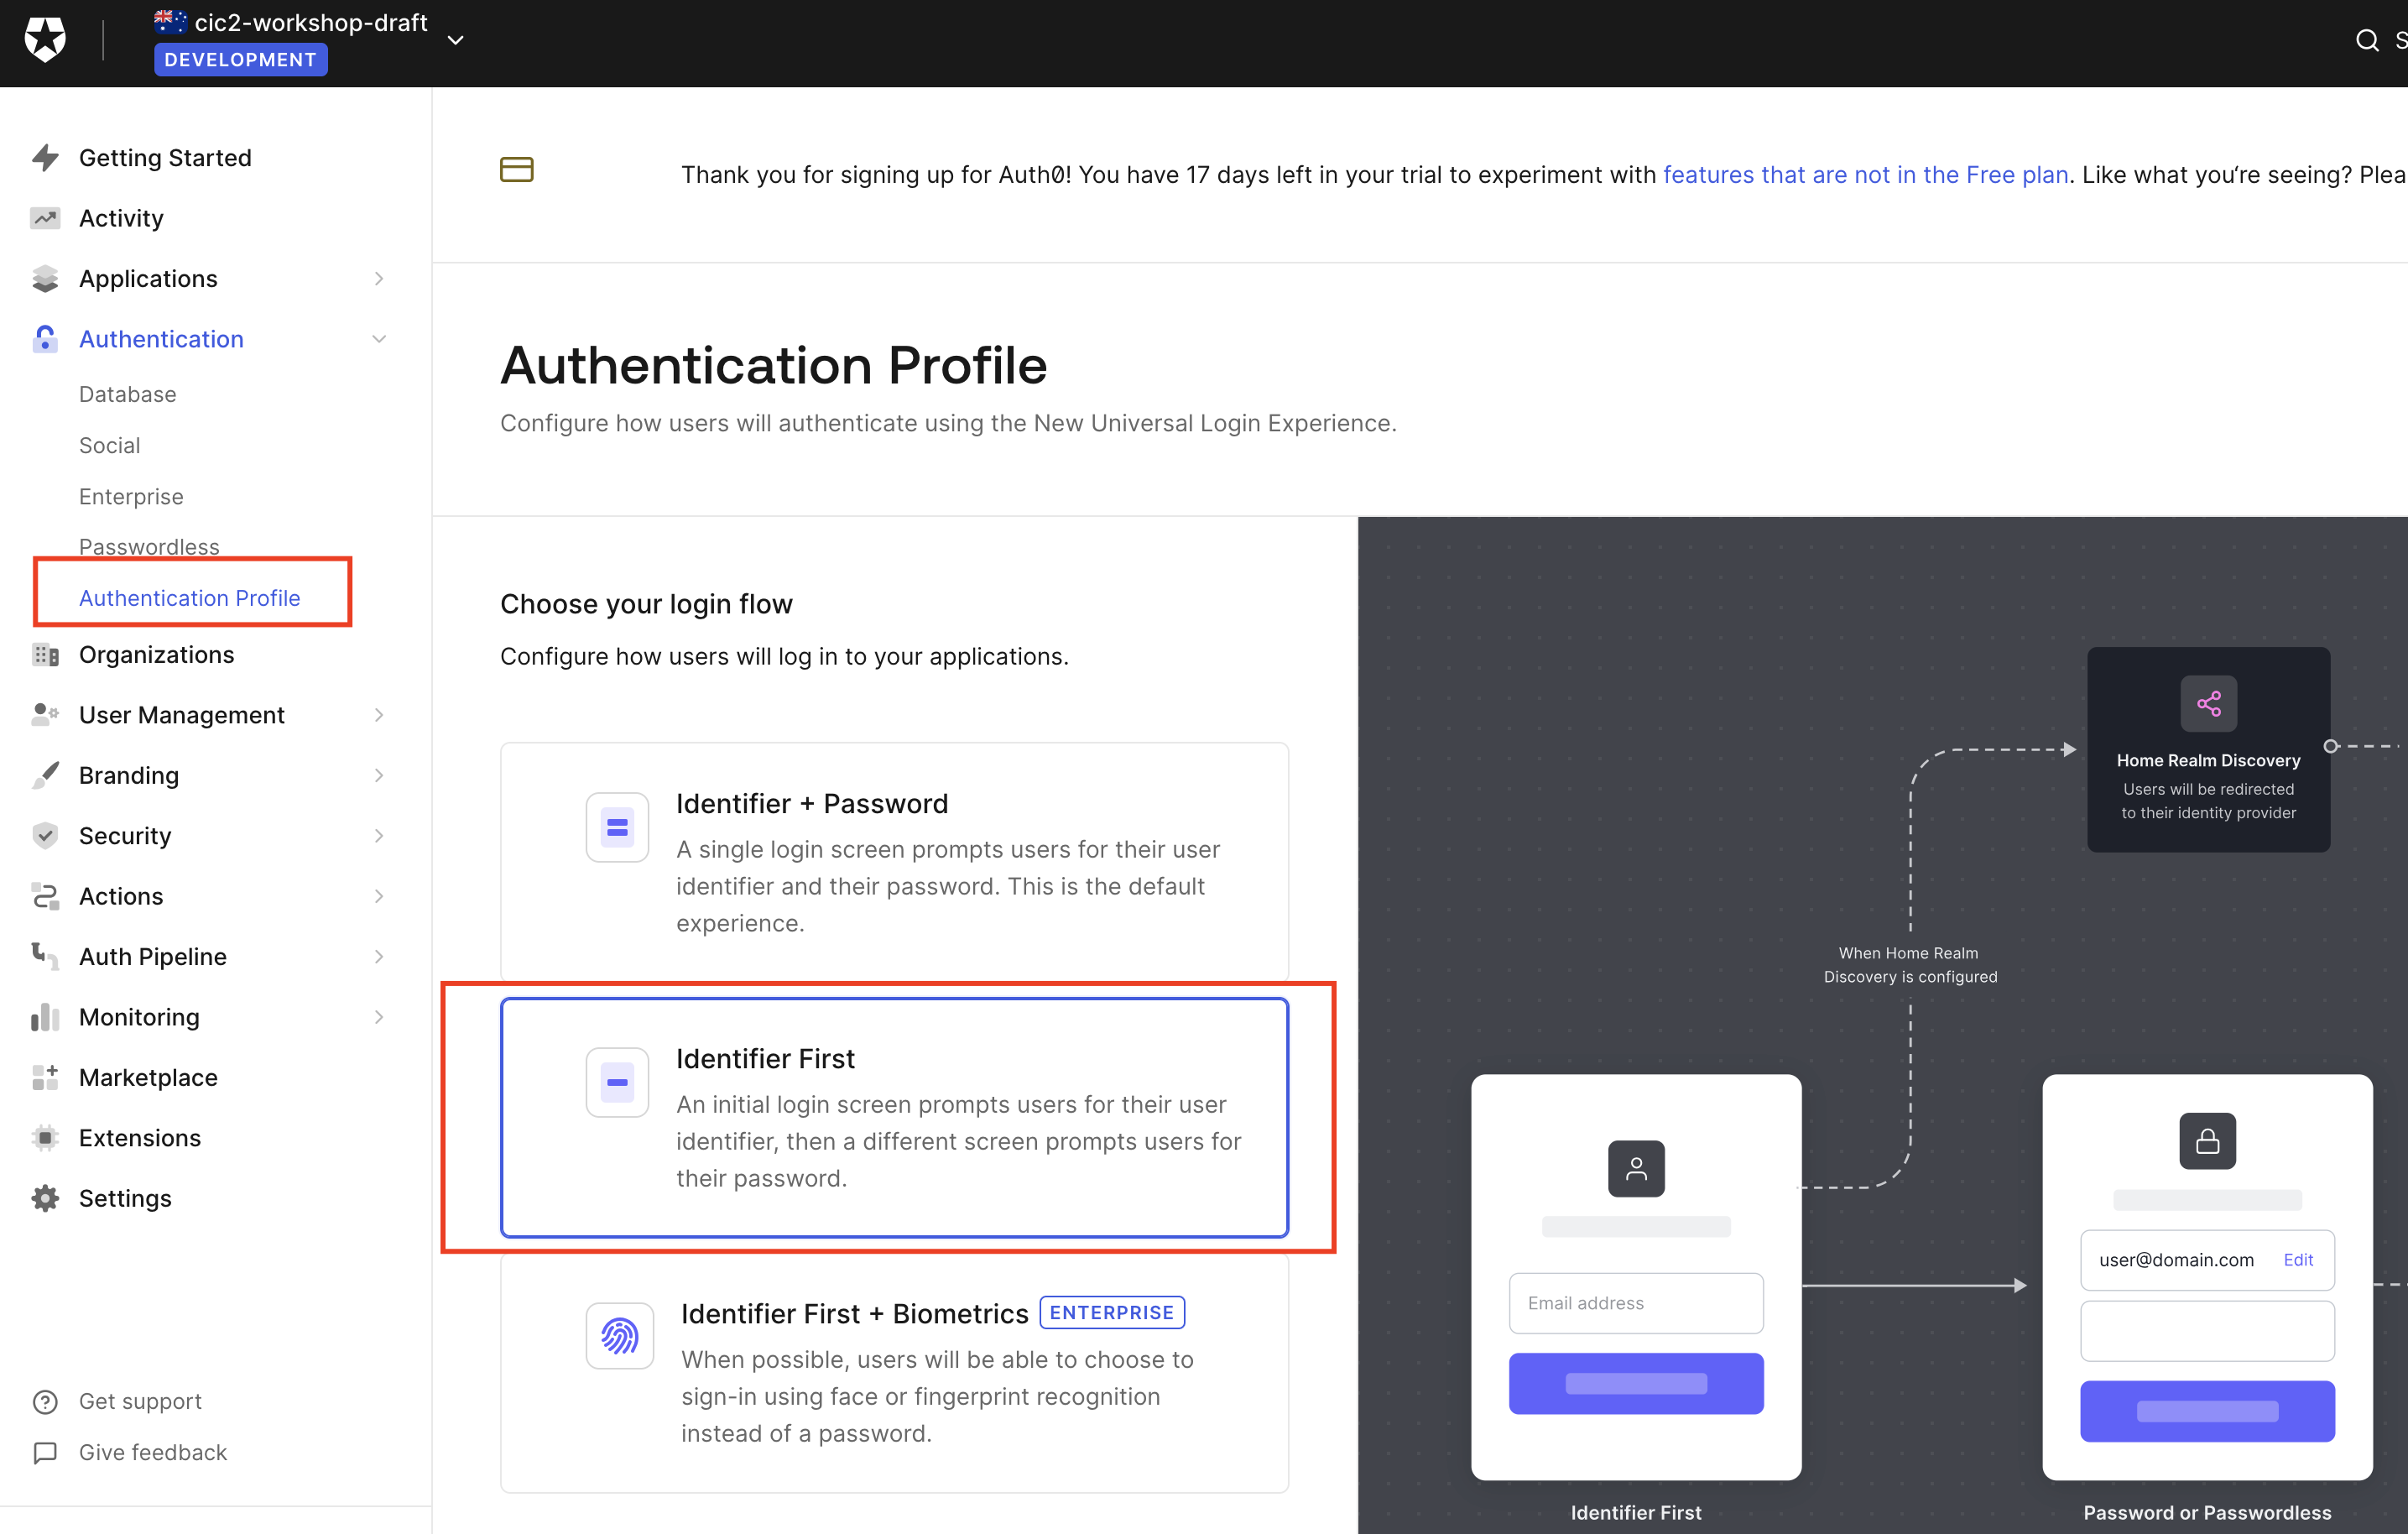 cic2-workshop-draft
DEVELOPMENT
Getting Started
Activity
Applications
Authentication
Database
Social
Enterprise
Passwordless
Authentication Profile
Organizations
User Management
Branding
Security
Actions
Auth Pipeline
Monitoring
Marketplace
Extensions
Settings
Get support
Give feedback
Thank you for signing up for Auth0! You have 17 days left in your trial to experiment with features that are not in the Free plan. Like what you're seeing?
Authentication Profile
Configure how users will authenticate using the New Universal Login Experience.
Choose your login flow
Configure how users will log in to your applications.
Identifier + Password
A single login screen prompts users for their user
identifier and their password. This is the default
experience.
Identifier First
An initial login screen prompts users for their user
identifier, then a different screen prompts users for
their password.
Identifier First + Biometrics ENTERPRISE
When possible, users will be able to choose to
sign-in using face or fingerprint recognition
instead of a password.
Home Realm Discovery
Users will be redirected
to their identity provider
When Home Realm
Discovery is configured
Email address
Identifier First
user@domain.com Edit
Password or Passwordless